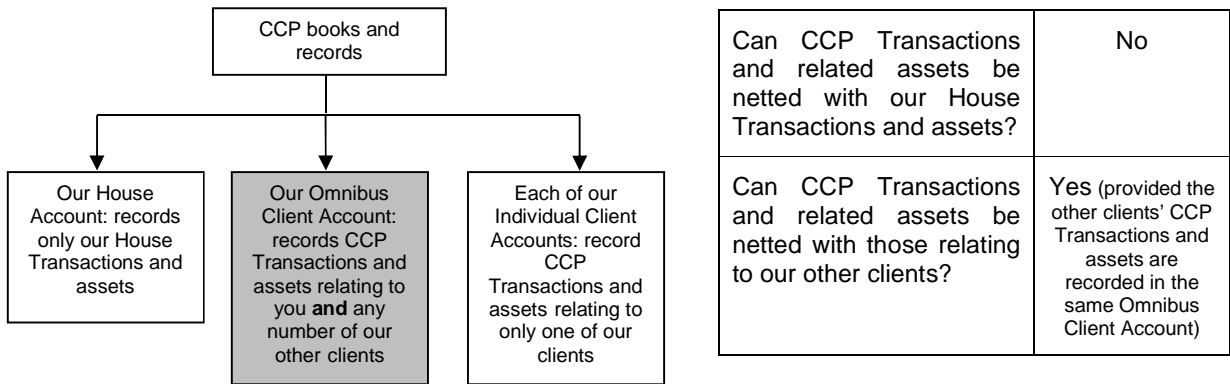 CCP books and
records
Our House
Account: records
only our House
Transactions and
assets
Our Omnibus
Client Account:
records CCP
Transactions and
assets relating to
you and any
number of our
other clients
Each of our
Individual Client
Accounts: record
CCP
Transactions and
assets relating to
only one of our
clients
Can CCP Transactions
and related assets be
netted with our House
Transactions and assets?
No
Can CCP Transactions
and related assets be
netted with those relating
to our other clients?
Yes (provided the
other clients’ CCP
Transactions and
assets are
recorded in the
same Omnibus
Client Account)